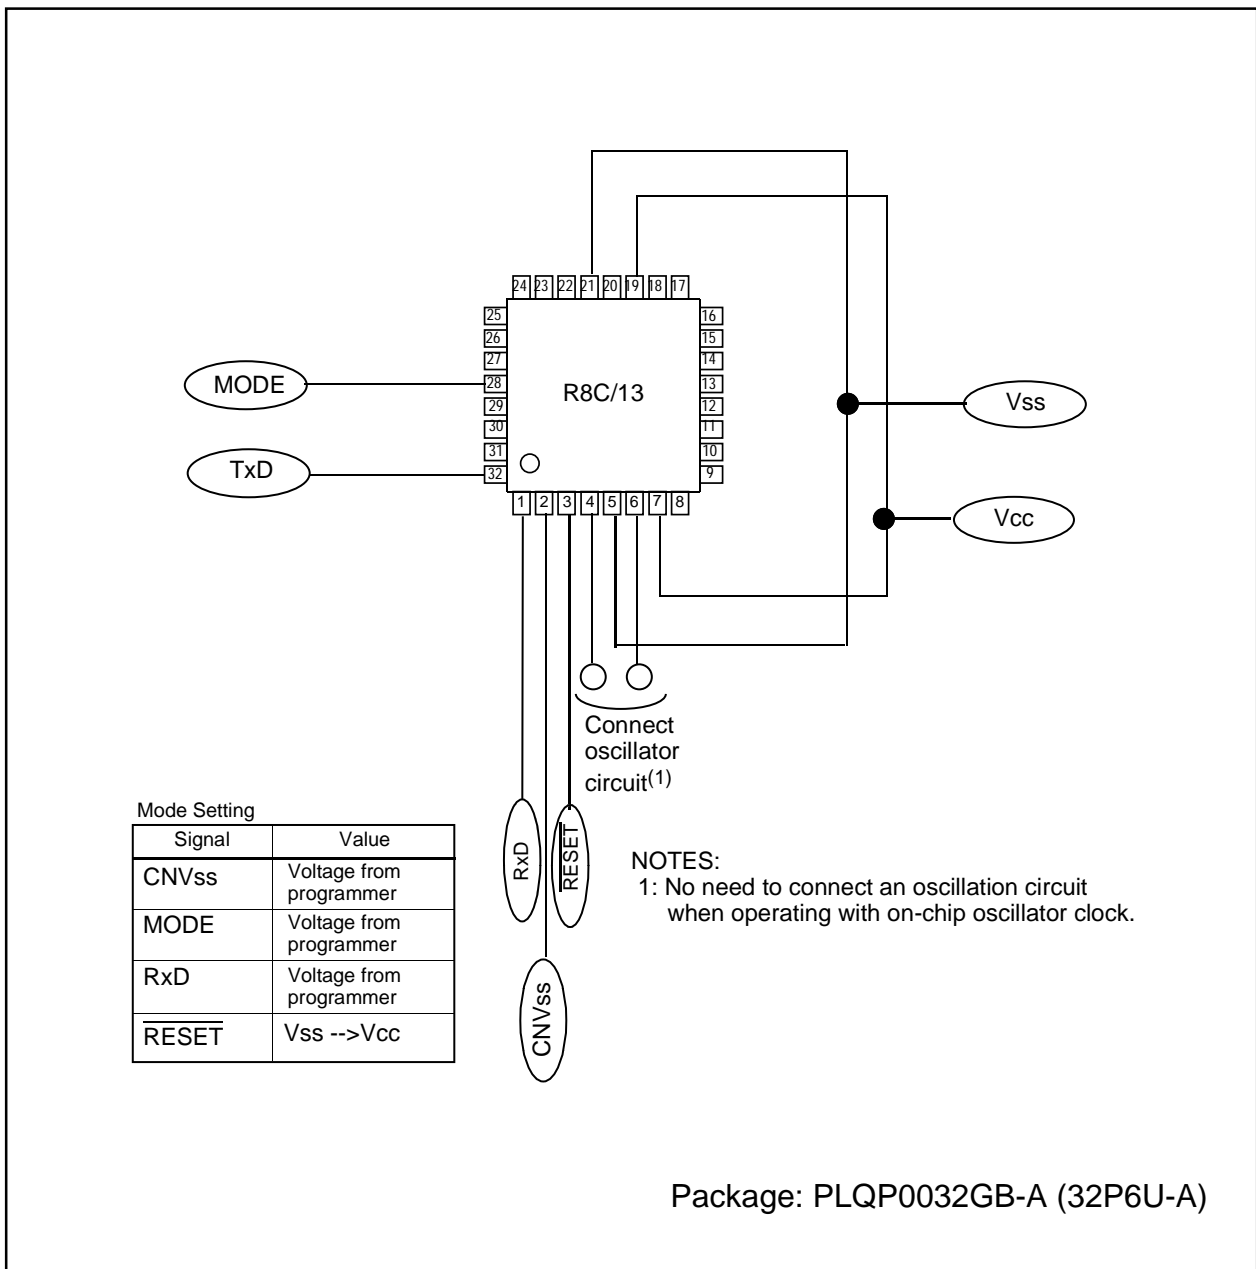 24 23 22 21 20 19 18 17
25 16
26 15
27 14
MODE 28 R8C/13 13
29 12 Vss
30 11
31 10
TxD 32 9
1 2 3 4 5 6 7 8
Vcc
Connect
oscillator
circuit(1)
RxD
RESET
CNVss
Mode Setting
Signal Value
CNVss Voltage from
programmer
MODE Voltage from
programmer
RxD Voltage from
programmer
RESET Vss -->Vcc
NOTES:
1: No need to connect an oscillation circuit
when operating with on-chip oscillator clock.
Package: PLQP0032GB-A (32P6U-A)